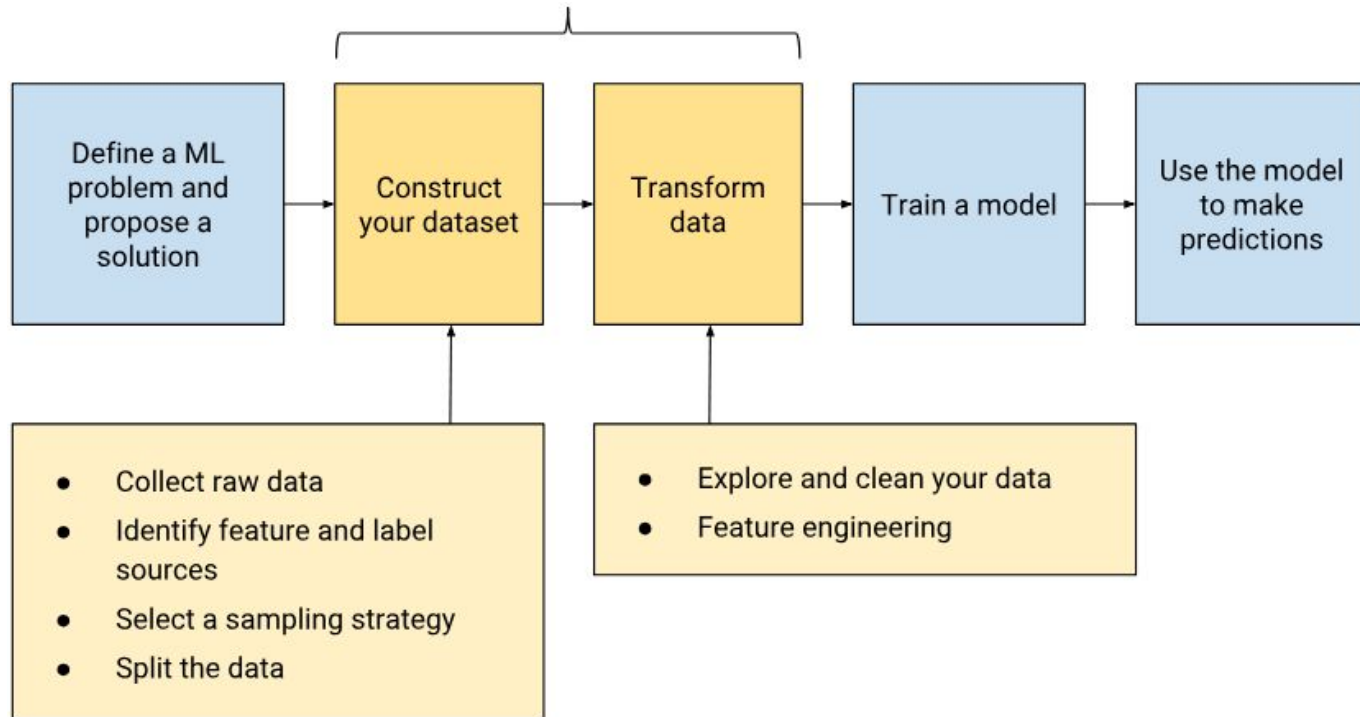 Define a ML
problem and
propose a
solution
Construct
your dataset
Transform
data
Train a model
Use the model
to make
predictions
● Collect raw data
● Identify feature and label
sources
● Select a sampling strategy
● Split the data
● Explore and clean your data
● Feature engineering